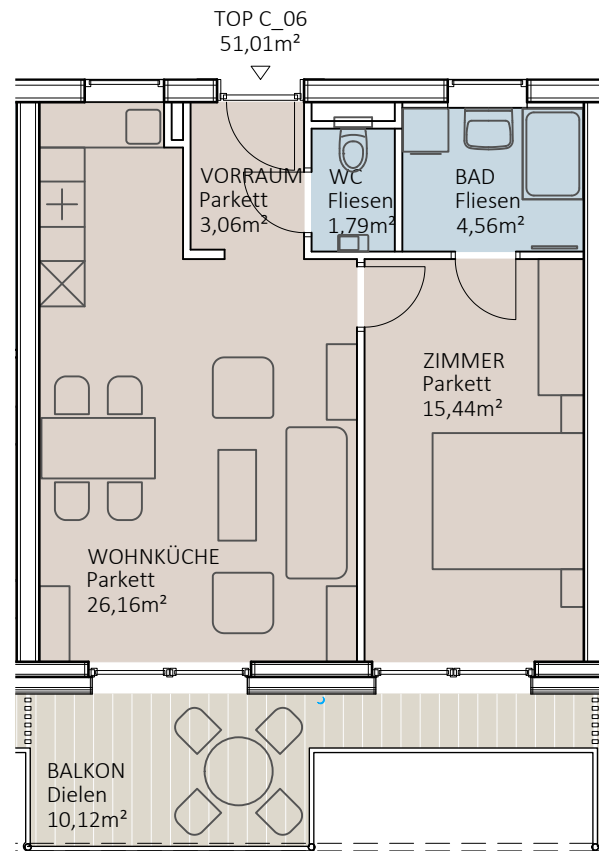 TOP C_06
51,01m²
VORRAUM
Parkett
3,06m²
WC
Fliesen
1,79m²
BAD
Fliesen
4,56m²
ZIMMER
Parkett
15,44m²
WOHNKÜCHE
Parkett
26,16m²
BALKON
Dielen
10,12m²